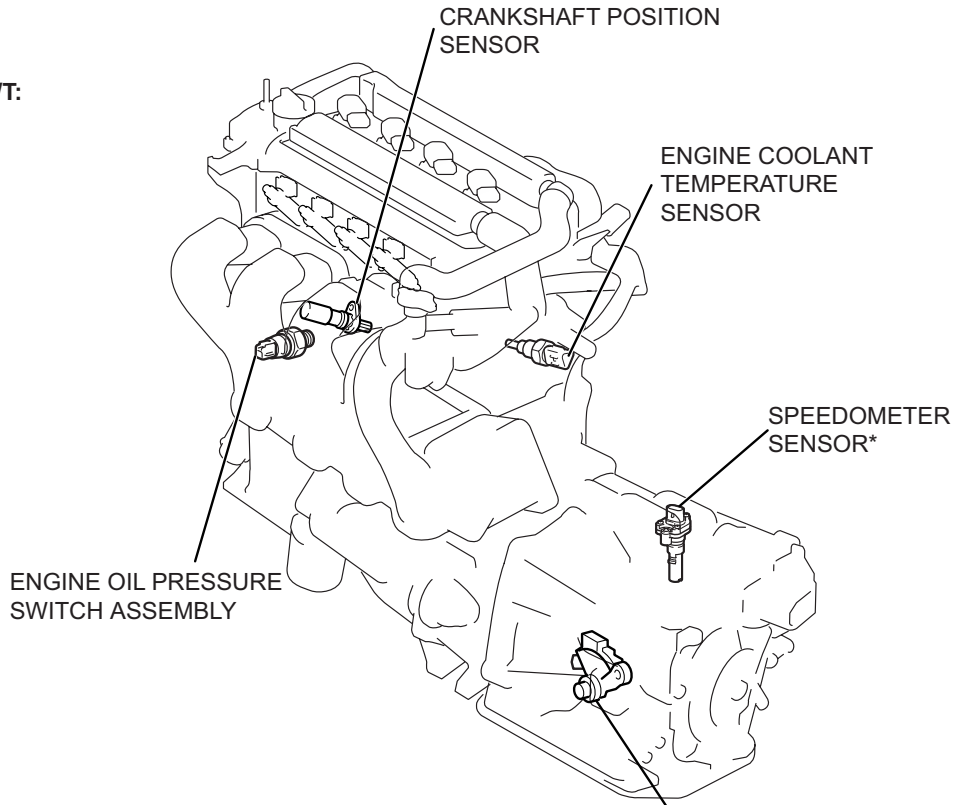 CRANKSHAFT POSITION
SENSOR
/T:
ENGINE COOLANT
TEMPERATURE
SENSOR
SPEEDOMETER
SENSOR*
ENGINE OIL PRESSURE
SWITCH ASSEMBLY